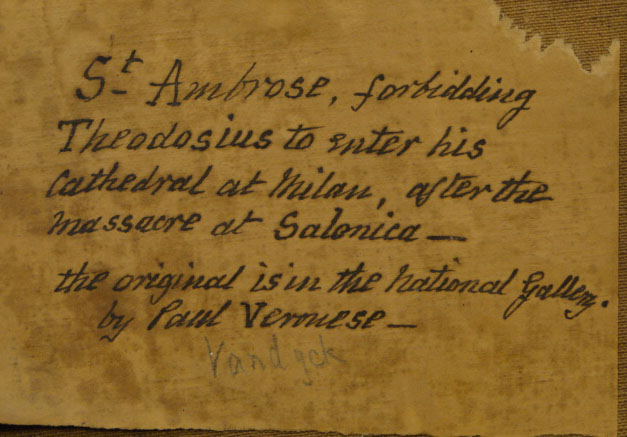 St Ambrose, forbidding
Theodosius to enter his
Cathedral at Milan, after the
massacre at Salonica —
the original is in the National Gallery.
by Paul Veronese —
Vandyck